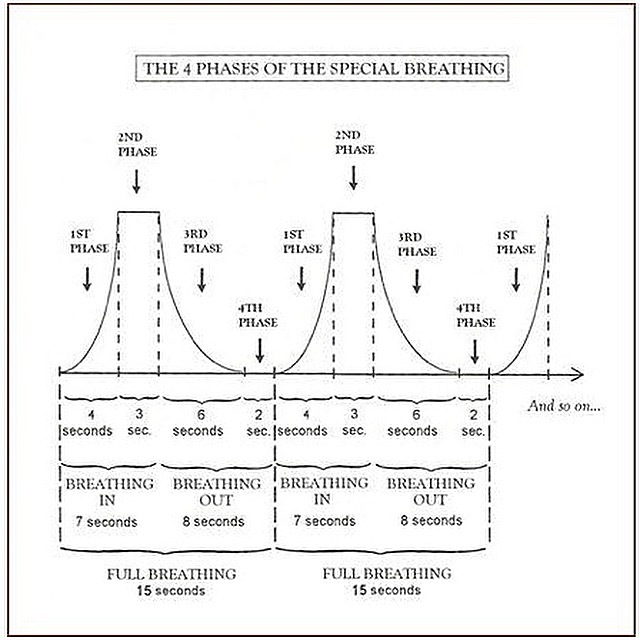 THE 4 PHASES OF THE SPECIAL BREATHING
2ND
PHASE
2ND
PHASE
1ST
PHASE
3RD
PHASE
1ST
PHASE
3RD
PHASE
1ST
PHASE
4TH
PHASE
4TH
PHASE
And so on...
4
seconds
3
sec.
6
seconds
2
sec.
4
seconds
3
sec.
6
seconds
2
sec.
BREATHING
IN
7 seconds
BREATHING
OUT
8 seconds
BREATHING
IN
7 seconds
BREATHING
OUT
8 seconds
FULL BREATHING
15 seconds
FULL BREATHING
15 seconds